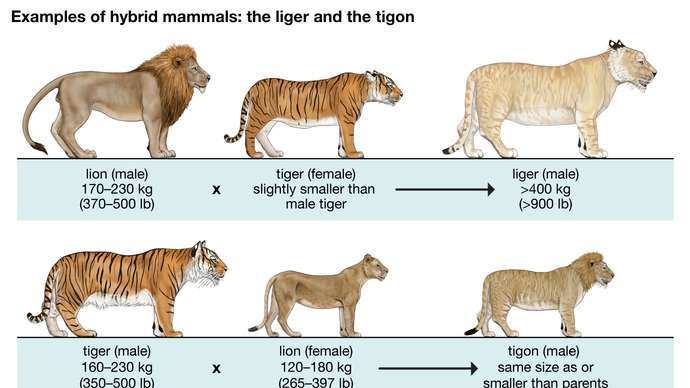 Examples of hybrid mammals: the liger and the tigon
lion (male)
170–230 kg
(370–500 lb)
x
tiger (female)
slightly smaller than
male tiger
liger (male)
>400 kg
(>900 lb)
tiger (male)
160–230 kg
(350–500 lb)
x
lion (female)
120–180 kg
(265–397 lb)
tigon (male)
same size as or
smaller than parents